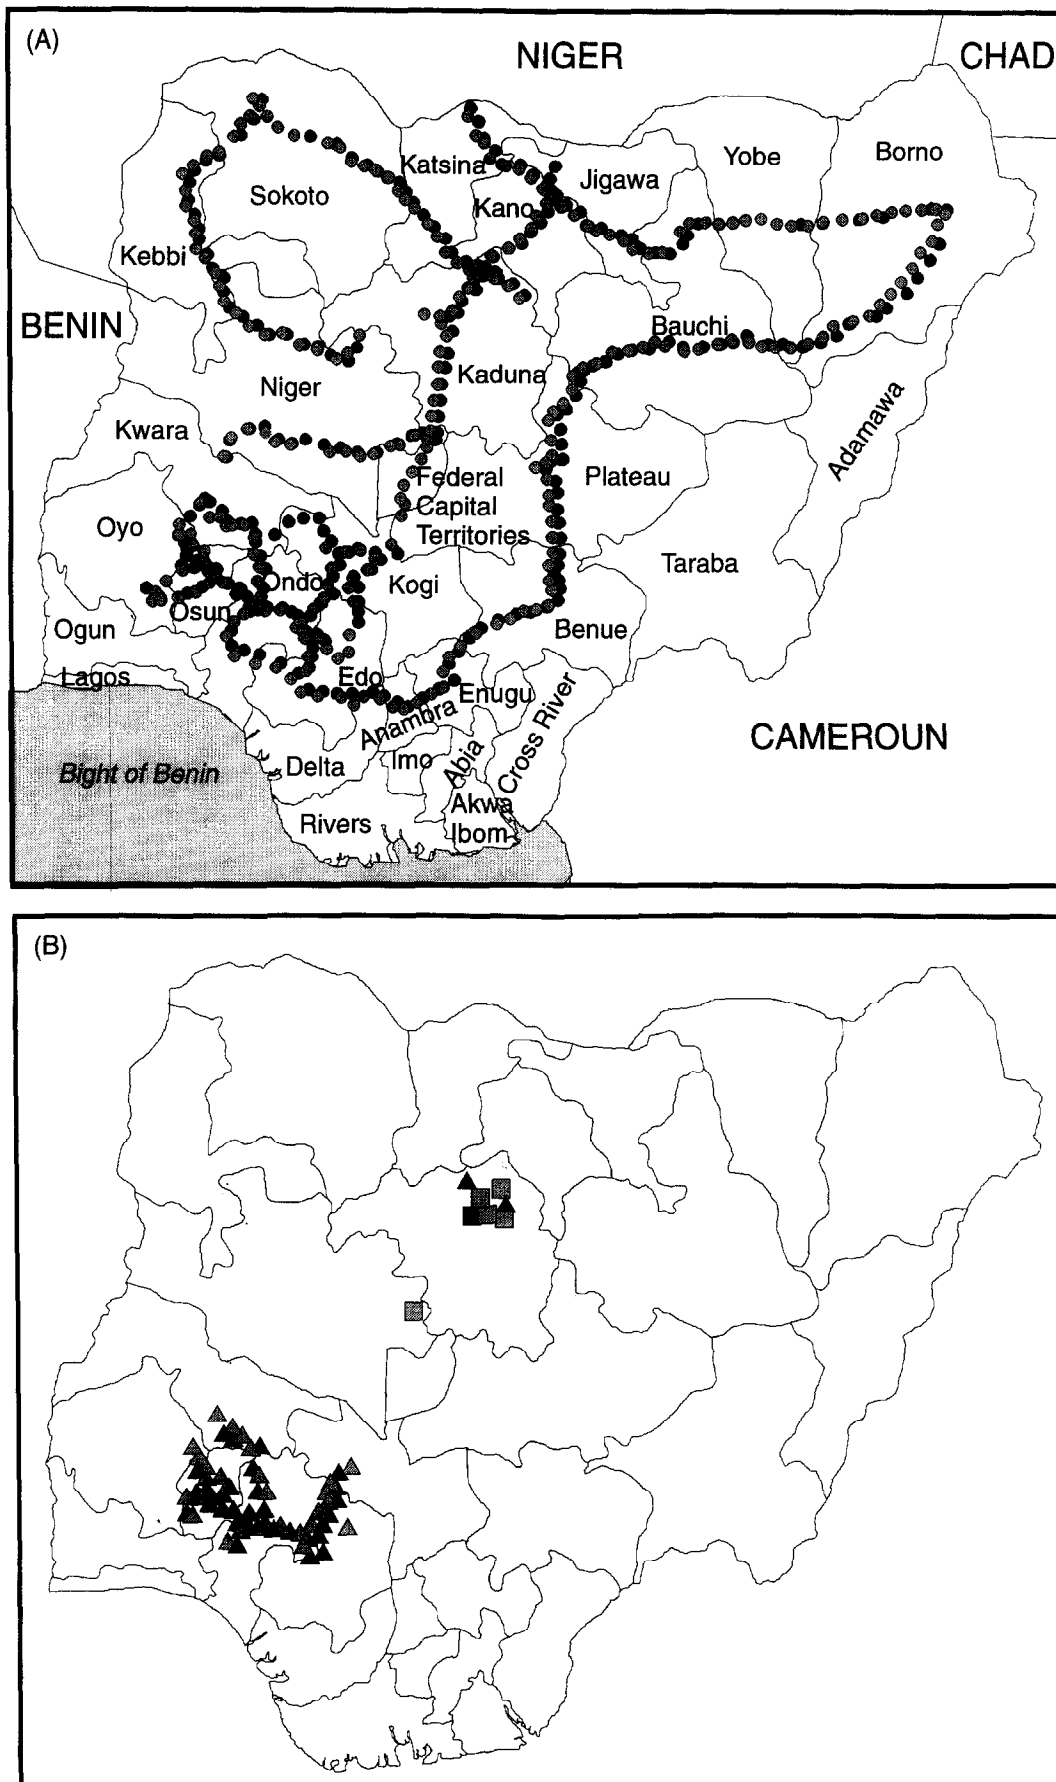 (A)
NIGER
CHAD
Katsina
Jigawa
Yobe
Borno
Sokoto
Kano
Kebbi
BENIN
Bauchi
Niger
Kaduna
Kwara
Adamawa
Federal
Capital
Territories
Plateau
Oyo
Taraba
Ondo
Kogi
Osun
Ogun
Benue
Lagos
Edo
Enugu
Anambra
Cross River
CAMEROUN
Bight of Benin
Delta
Imo
Abia
Rivers
Akwa
Ibom
(B)